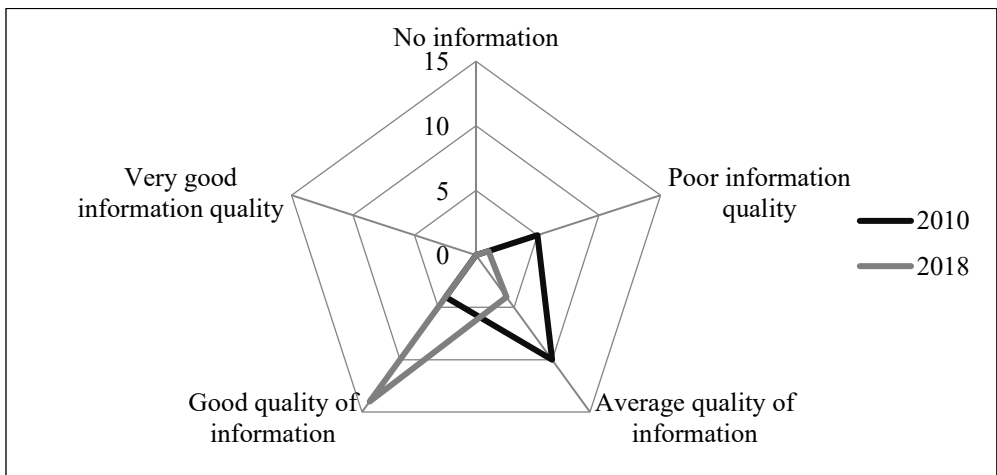 No information
15
10
5
0
Very good
information quality
Poor information
quality
Good quality of
information
Average quality of
information
2010
2018